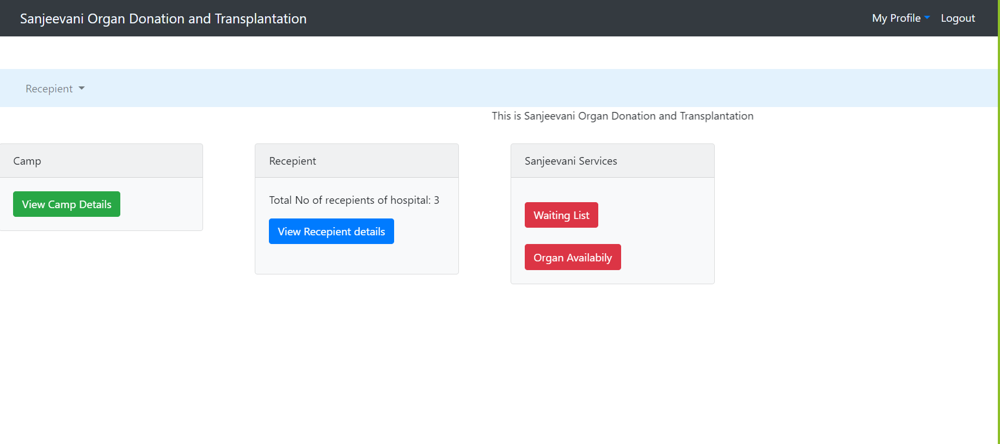 Sanjeevani Organ Donation and Transplantation
My Profile
Logout
Recepient
This is Sanjeevani Organ Donation and Transplantation
Camp
View Camp Details
Recepient
Total No of recepients of hospital: 3
View Recepient details
Sanjeevani Services
Waiting List
Organ Availabily